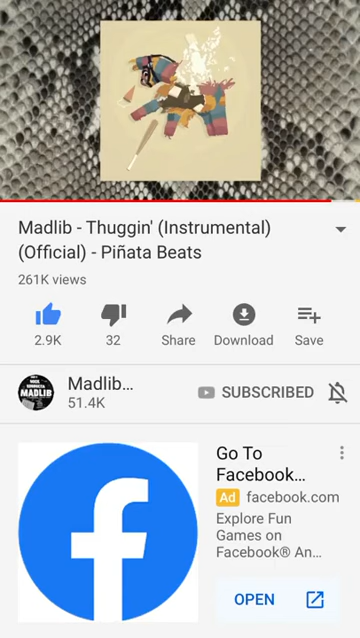 Madlib - Thuggin' (Instrumental)
(Official) - Piñata Beats
261K views
2.9K
32
Share
Download
Save
MADLIB
Madlib...
51.4K
SUBSCRIBED
Go To
Facebook...
Ad facebook.com
Explore Fun
Games on
Facebook® An...
OPEN